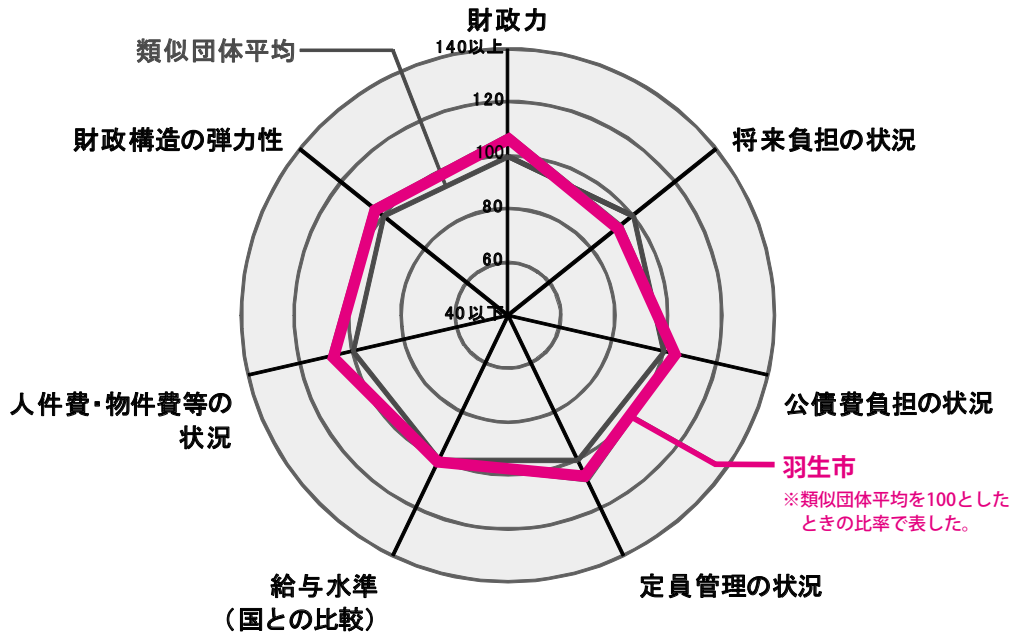 財政力
140以上
類似団体平均
120
財政構造の弾力性
将来負担の状況
100
80
60
40以下
人件費・物件費等の
状況
公債費負担の状況
羽生市
※類似団体平均を100とした
ときの比率で表した。
給与水準
（国との比較）
定員管理の状況